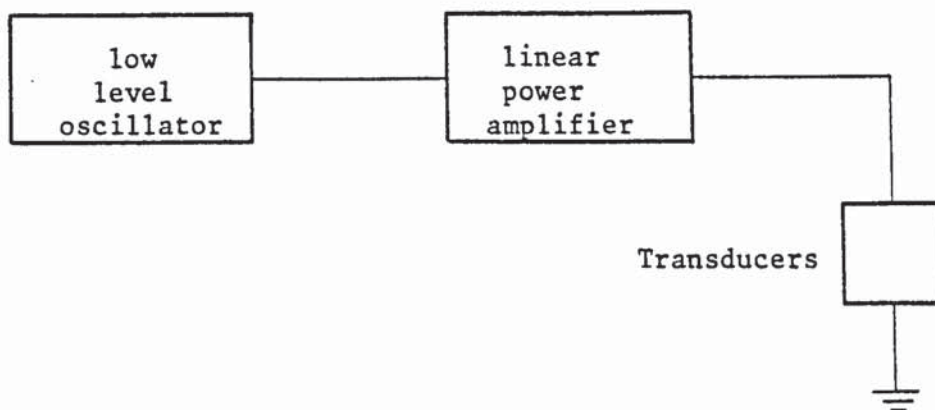 low
level
oscillator
linear
power
amplifier
Transducers